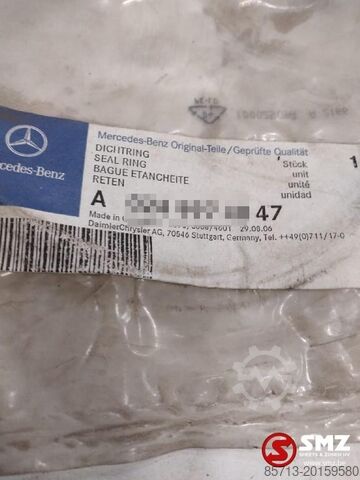 Mercedes-Benz
Mercedes-Benz Original-Teile/Geprüfte Qualität
DICHTRING
SEAL RING
BAGUE ETANCHEITE
RETEN
1
Stück
unit
unité
unidad
A 47
Made in 29.08.06
DaimlerChrysler AG, 70546 Stuttgart, Germany, Tel. ++49(0)711/17-0
SMZ
85713-20159580